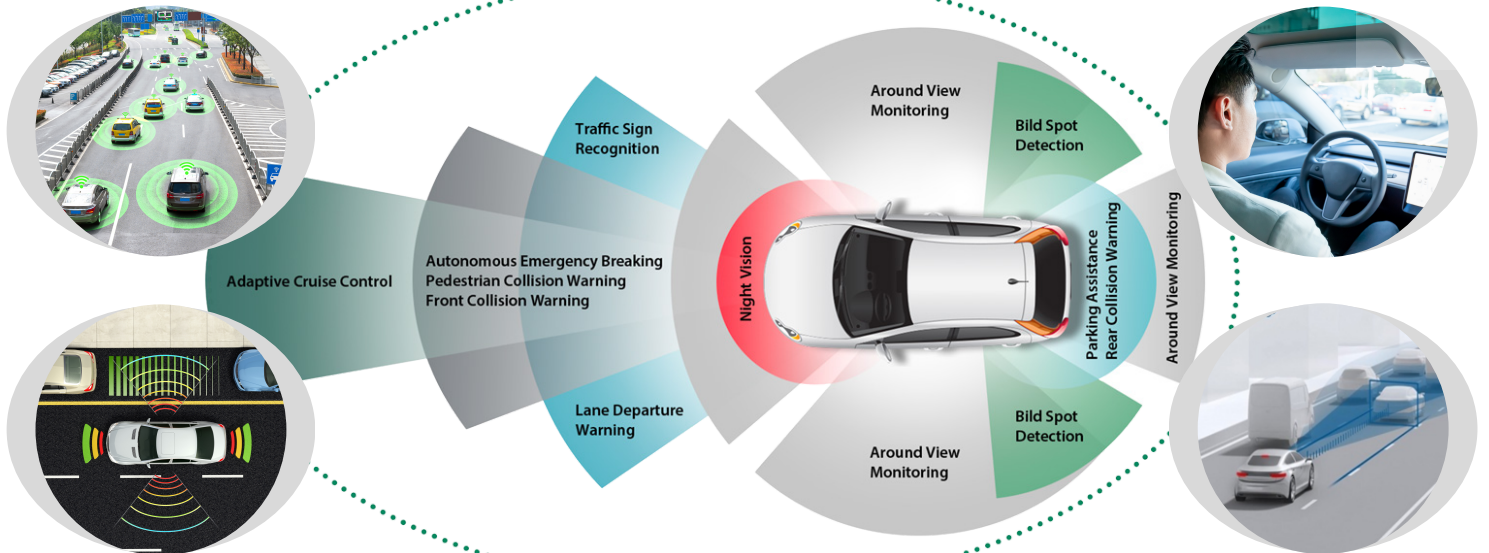 Around View
Monitoring
Traffic Sign
Recognition
Bild Spot
Detection
Adaptive Cruise Control
Autonomous Emergency Breaking
Pedestrian Collision Warning
Front Collision Warning
Night Vision
Parking Assistance
Rear Collision Warning
Around View Monitoring
Lane Departure
Warning
Bild Spot
Detection
Around View
Monitoring